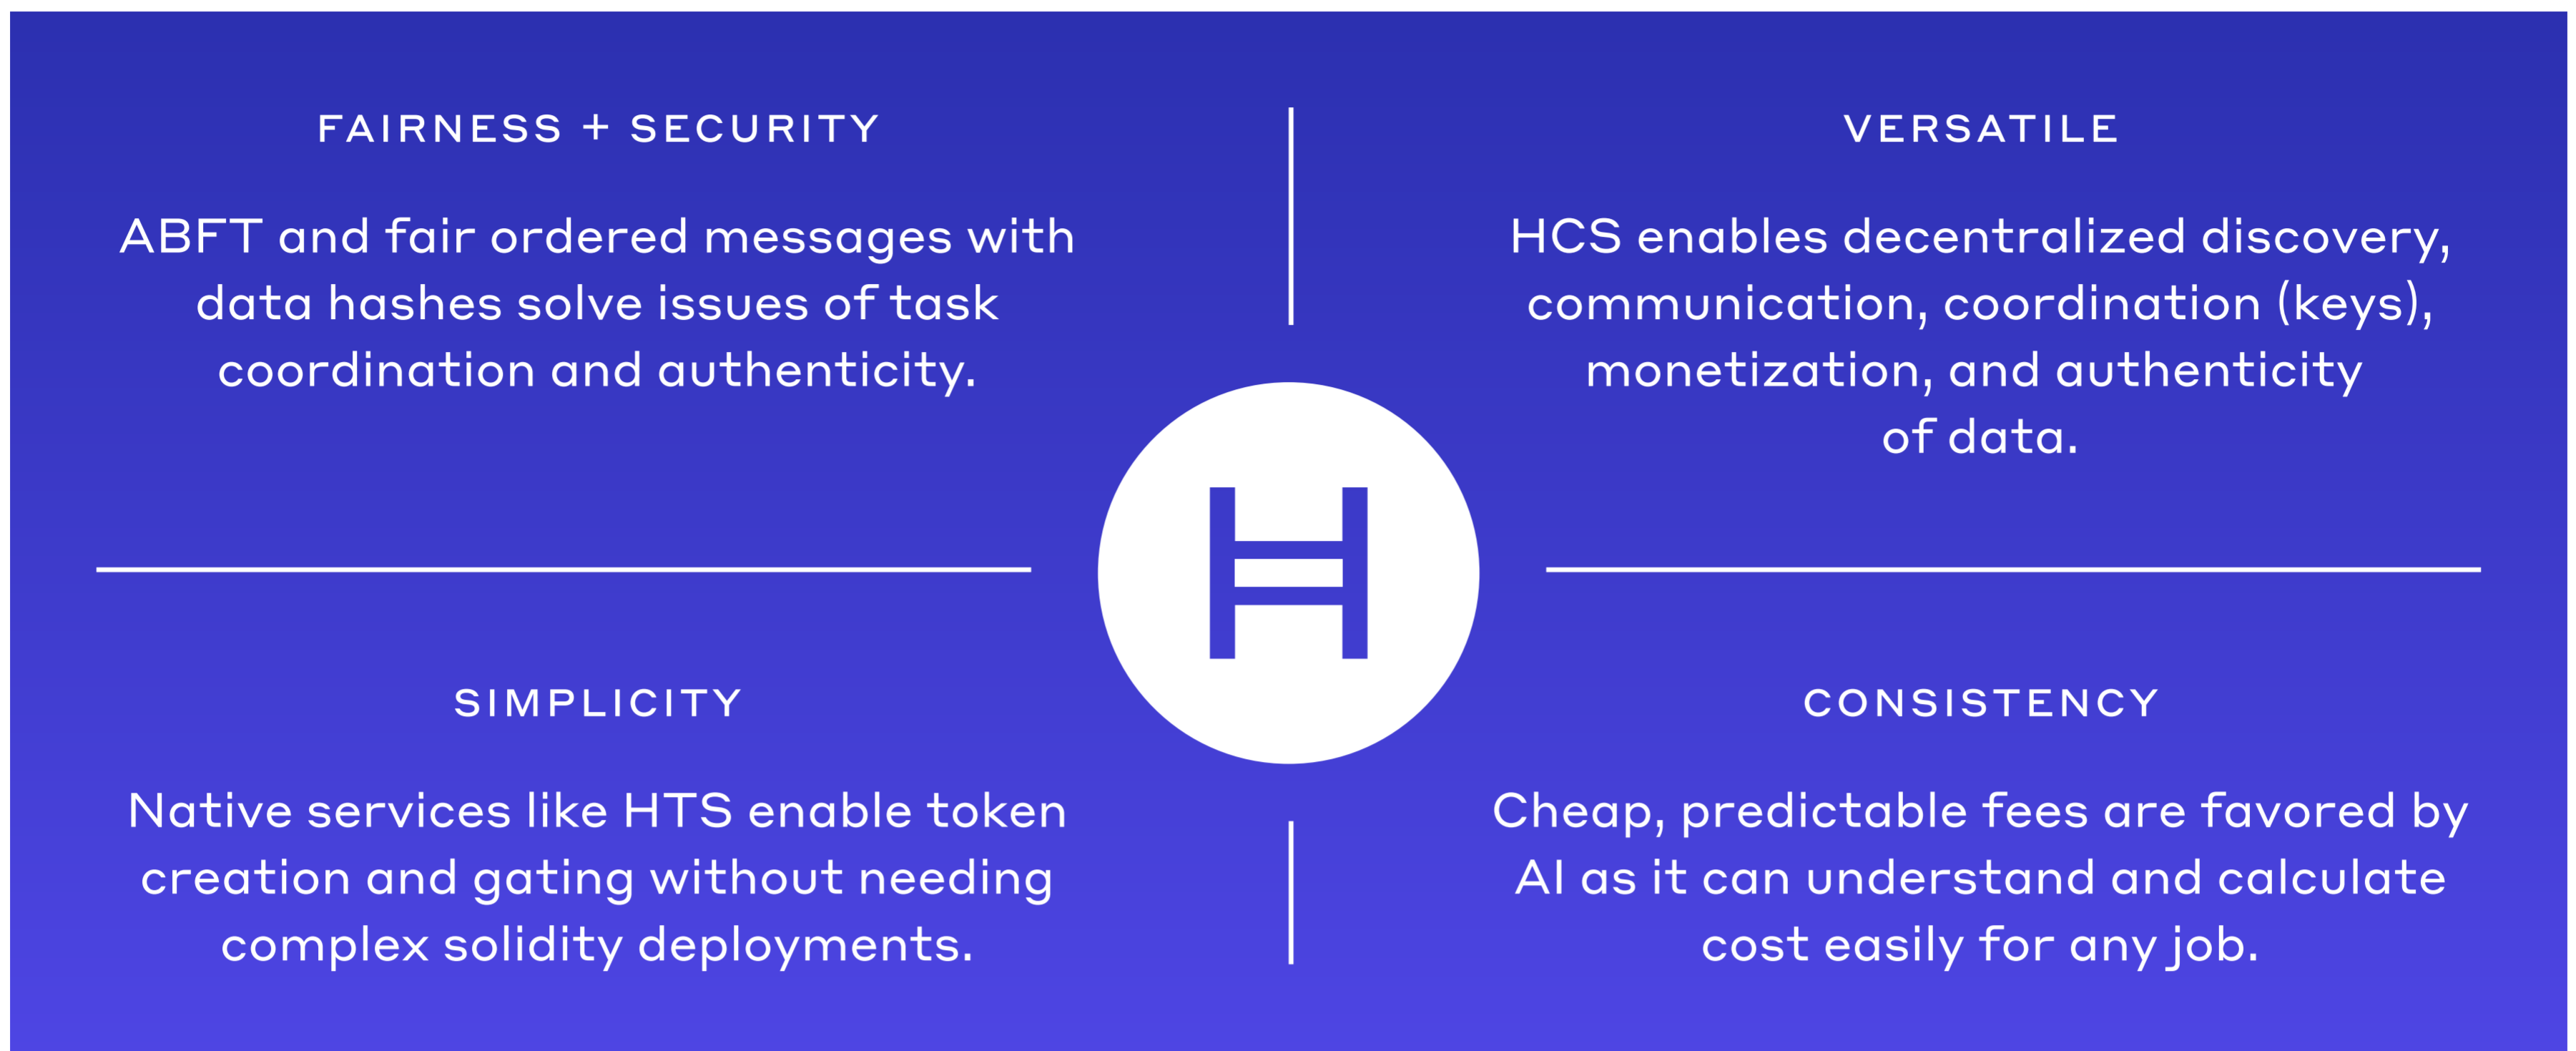 FAIRNESS + SECURITY
ABFT and fair ordered messages with
data hashes solve issues of task
coordination and authenticity.
VERSATILE
HCS enables decentralized discovery,
communication, coordination (keys),
monetization, and authenticity
of data.
SIMPLICITY
Native services like HTS enable token
creation and gating without needing
complex solidity deployments.
CONSISTENCY
Cheap, predictable fees are favored by
AI as it can understand and calculate
cost easily for any job.